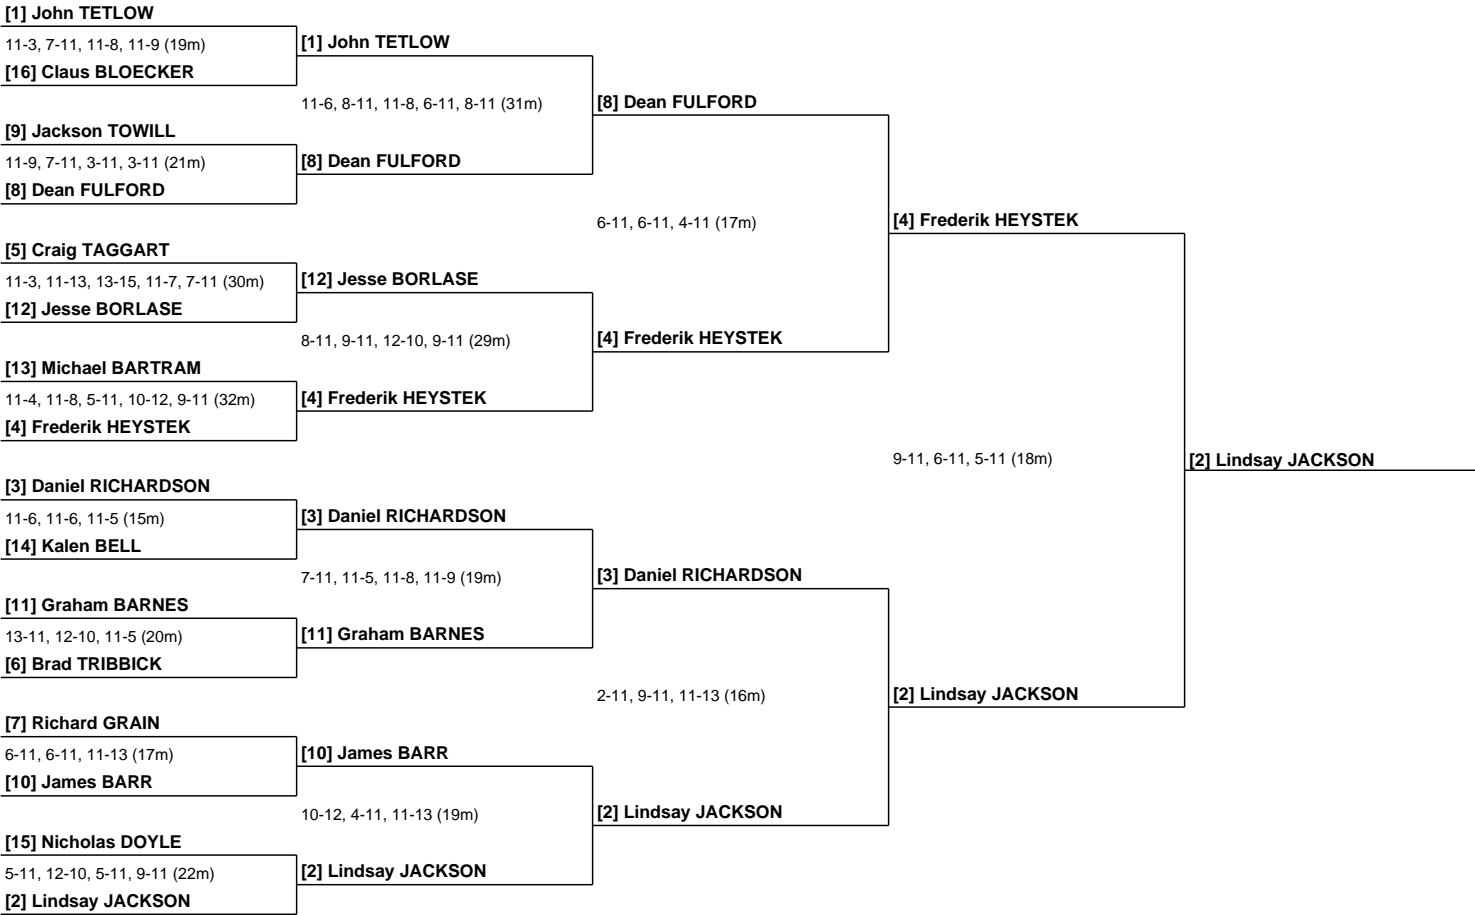 [1] John TETLOW
11-3, 7-11, 11-8, 11-9 (19m)
[16] Claus BLOECKER
[9] Jackson TOWILL
11-9, 7-11, 3-11, 3-11 (21m)
[8] Dean FULFORD
[5] Craig TAGGART
11-3, 11-13, 13-15, 11-7, 7-11 (30m)
[12] Jesse BORLASE
[13] Michael BARTRAM
11-4, 11-8, 5-11, 10-12, 9-11 (32m)
[4] Frederik HEYSTEK
[3] Daniel RICHARDSON
11-6, 11-6, 11-5 (15m)
[14] Kalen BELL
[11] Graham BARNES
13-11, 12-10, 11-5 (20m)
[6] Brad TRIBBICK
[7] Richard GRAIN
6-11, 6-11, 11-13 (17m)
[10] James BARR
[15] Nicholas DOYLE
5-11, 12-10, 5-11, 9-11 (22m)
[2] Lindsay JACKSON
[1] John TETLOW
11-6, 8-11, 11-8, 6-11, 8-11 (31m)
[8] Dean FULFORD
[12] Jesse BORLASE
8-11, 9-11, 12-10, 9-11 (29m)
[4] Frederik HEYSTEK
[3] Daniel RICHARDSON
7-11, 11-5, 11-8, 11-9 (19m)
[11] Graham BARNES
[10] James BARR
10-12, 4-11, 11-13 (19m)
[2] Lindsay JACKSON
[8] Dean FULFORD
6-11, 6-11, 4-11 (17m)
[4] Frederik HEYSTEK
[3] Daniel RICHARDSON
2-11, 9-11, 11-13 (16m)
[2] Lindsay JACKSON
[4] Frederik HEYSTEK
9-11, 6-11, 5-11 (18m)
[2] Lindsay JACKSON
[2] Lindsay JACKSON